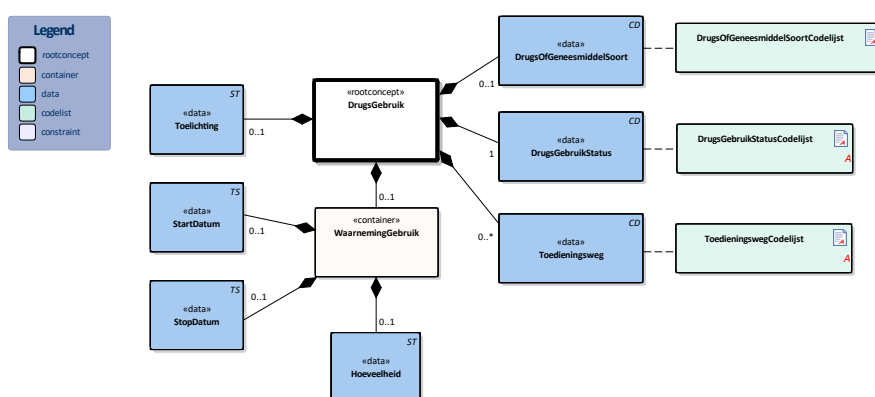 Legend
rootconcept
container
data
codelist
constraint
CD
«data»
DrugsOfGeneesmiddelSoort
0..1
DrugsOfGeneesmiddelSoortCodelijst
«rootconcept»
DrugsGebruik
ST
«data»
Toelichting
0..1
CD
«data»
DrugsGebruikStatus
1
DrugsGebruikStatusCodelijst
A
TS
«data»
StartDatum
0..1
0..1
«container»
WaarnemingGebruik
CD
«data»
Toedieningsweg
0..*
ToedieningswegCodelijst
A
TS
«data»
StopDatum
0..1
0..1
ST
«data»
Hoeveelheid